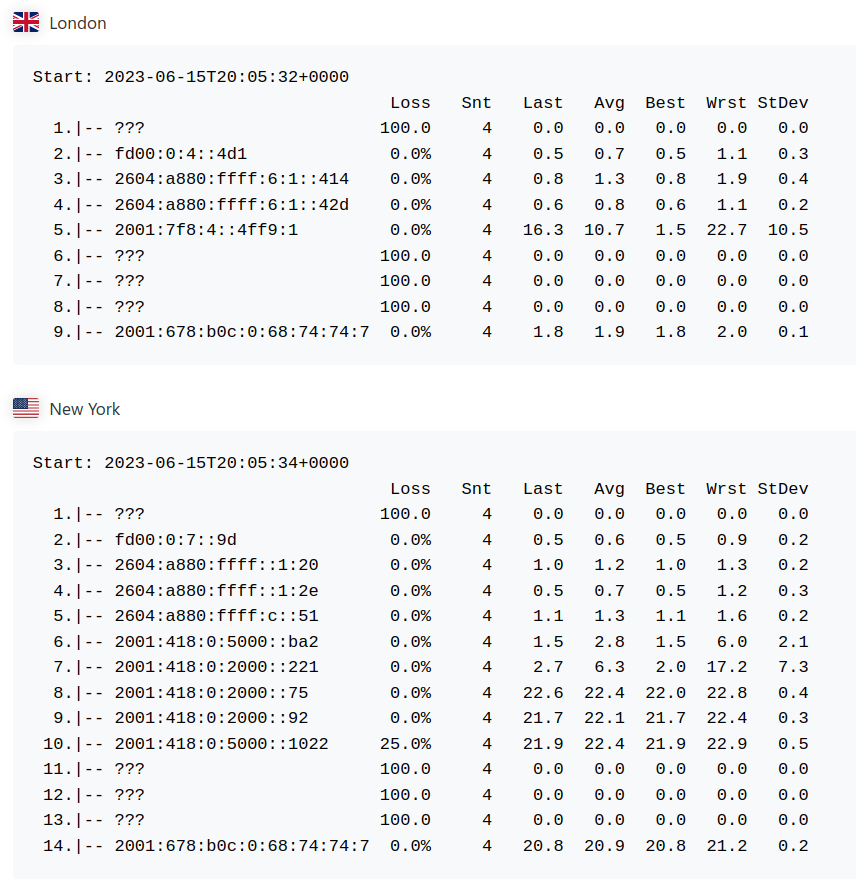 London
Start: 2023-06-15T20:05:32+0000
Loss Snt Last Avg Best Wrst StDev
1.|-- ??? 100.0 4 0.0 0.0 0.0 0.0 0.0
2.|-- fd00:0:4::4d1 0.0% 4 0.5 0.7 0.5 1.1 0.3
3.|-- 2604:a880:ffff:6:1::414 0.0% 4 0.8 1.3 0.8 1.9 0.4
4.|-- 2604:a880:ffff:6:1::42d 0.0% 4 0.6 0.8 0.6 1.1 0.2
5.|-- 2001:7f8:4::4ff9:1 0.0% 4 16.3 10.7 1.5 22.7 10.5
6.|-- ??? 100.0 4 0.0 0.0 0.0 0.0 0.0
7.|-- ??? 100.0 4 0.0 0.0 0.0 0.0 0.0
8.|-- ??? 100.0 4 0.0 0.0 0.0 0.0 0.0
9.|-- 2001:678:b0c:0:68:74:74:7 0.0% 4 1.8 1.9 1.8 2.0 0.1
New York
Start: 2023-06-15T20:05:34+0000
Loss Snt Last Avg Best Wrst StDev
1.|-- ??? 100.0 4 0.0 0.0 0.0 0.0 0.0
2.|-- fd00:0:7::9d 0.0% 4 0.5 0.6 0.5 0.9 0.2
3.|-- 2604:a880:ffff::1:20 0.0% 4 1.0 1.2 1.0 1.3 0.2
4.|-- 2604:a880:ffff::1:2e 0.0% 4 0.5 0.7 0.5 1.2 0.3
5.|-- 2604:a880:ffff:c::51 0.0% 4 1.1 1.3 1.1 1.6 0.2
6.|-- 2001:418:0:5000::ba2 0.0% 4 1.5 2.8 1.5 6.0 2.1
7.|-- 2001:418:0:2000::221 0.0% 4 2.7 6.3 2.0 17.2 7.3
8.|-- 2001:418:0:2000::75 0.0% 4 22.6 22.4 22.0 22.8 0.4
9.|-- 2001:418:0:2000::92 0.0% 4 21.7 22.1 21.7 22.4 0.3
10.|-- 2001:418:0:5000::1022 25.0% 4 21.9 22.4 21.9 22.9 0.5
11.|-- ??? 100.0 4 0.0 0.0 0.0 0.0 0.0
12.|-- ??? 100.0 4 0.0 0.0 0.0 0.0 0.0
13.|-- ??? 100.0 4 0.0 0.0 0.0 0.0 0.0
14.|-- 2001:678:b0c:0:68:74:74:7 0.0% 4 20.8 20.9 20.8 21.2 0.2